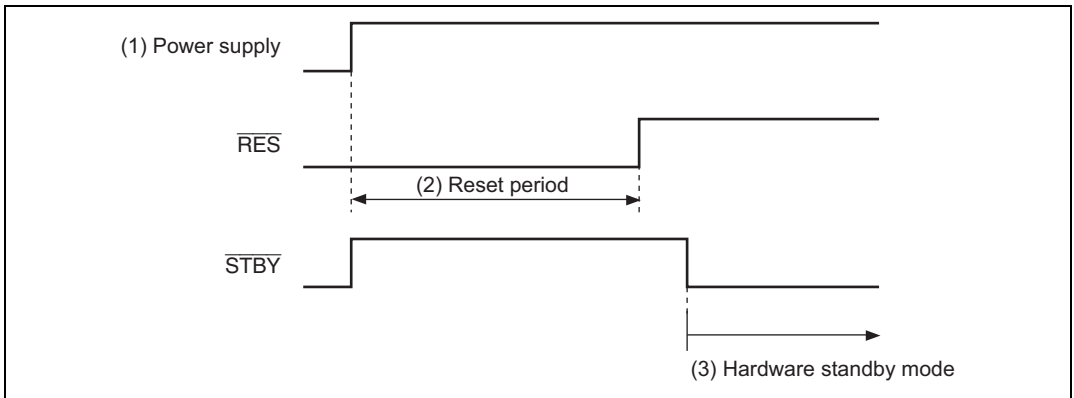 (1) Power supply
RES
(2) Reset period
STBY
(3) Hardware standby mode